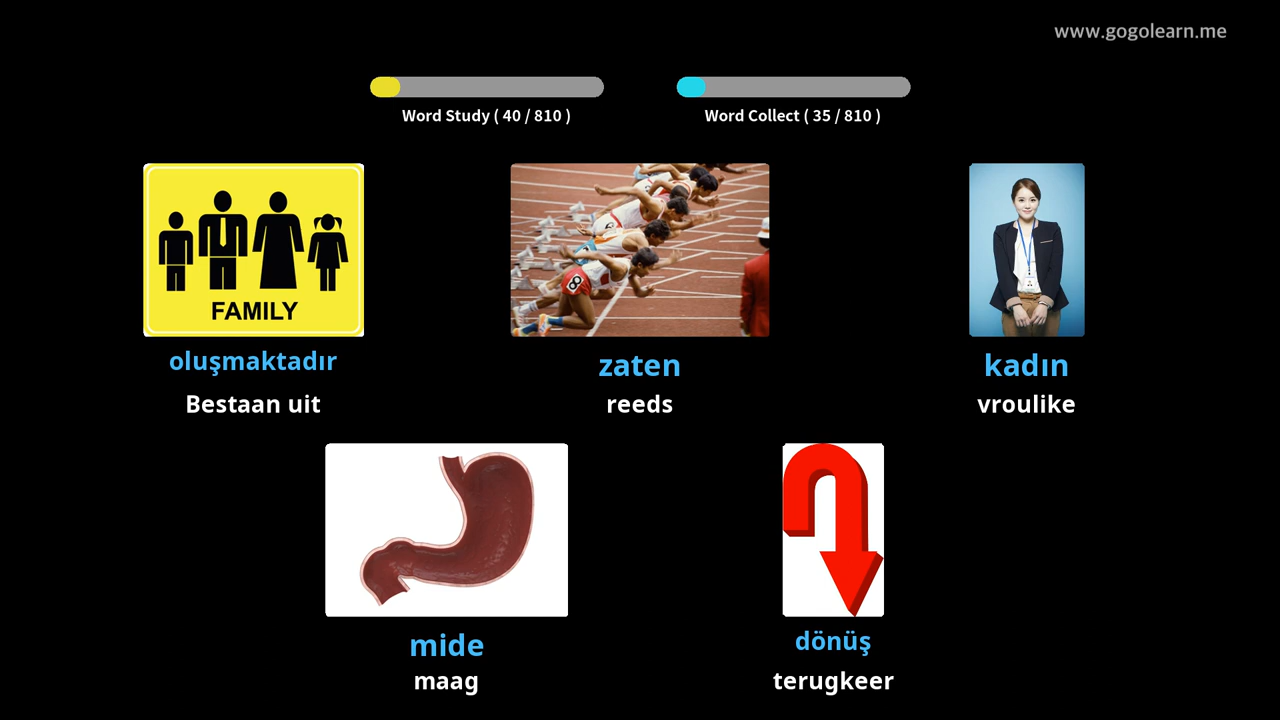 www.gogolearn.me
Word Study ( 40 / 810 )
Word Collect ( 35 / 810 )
FAMILY
8
oluşmaktadır
Bestaan uit
zaten
reeds
kadın
vroulike
mide
maag
dönüş
terugkeer